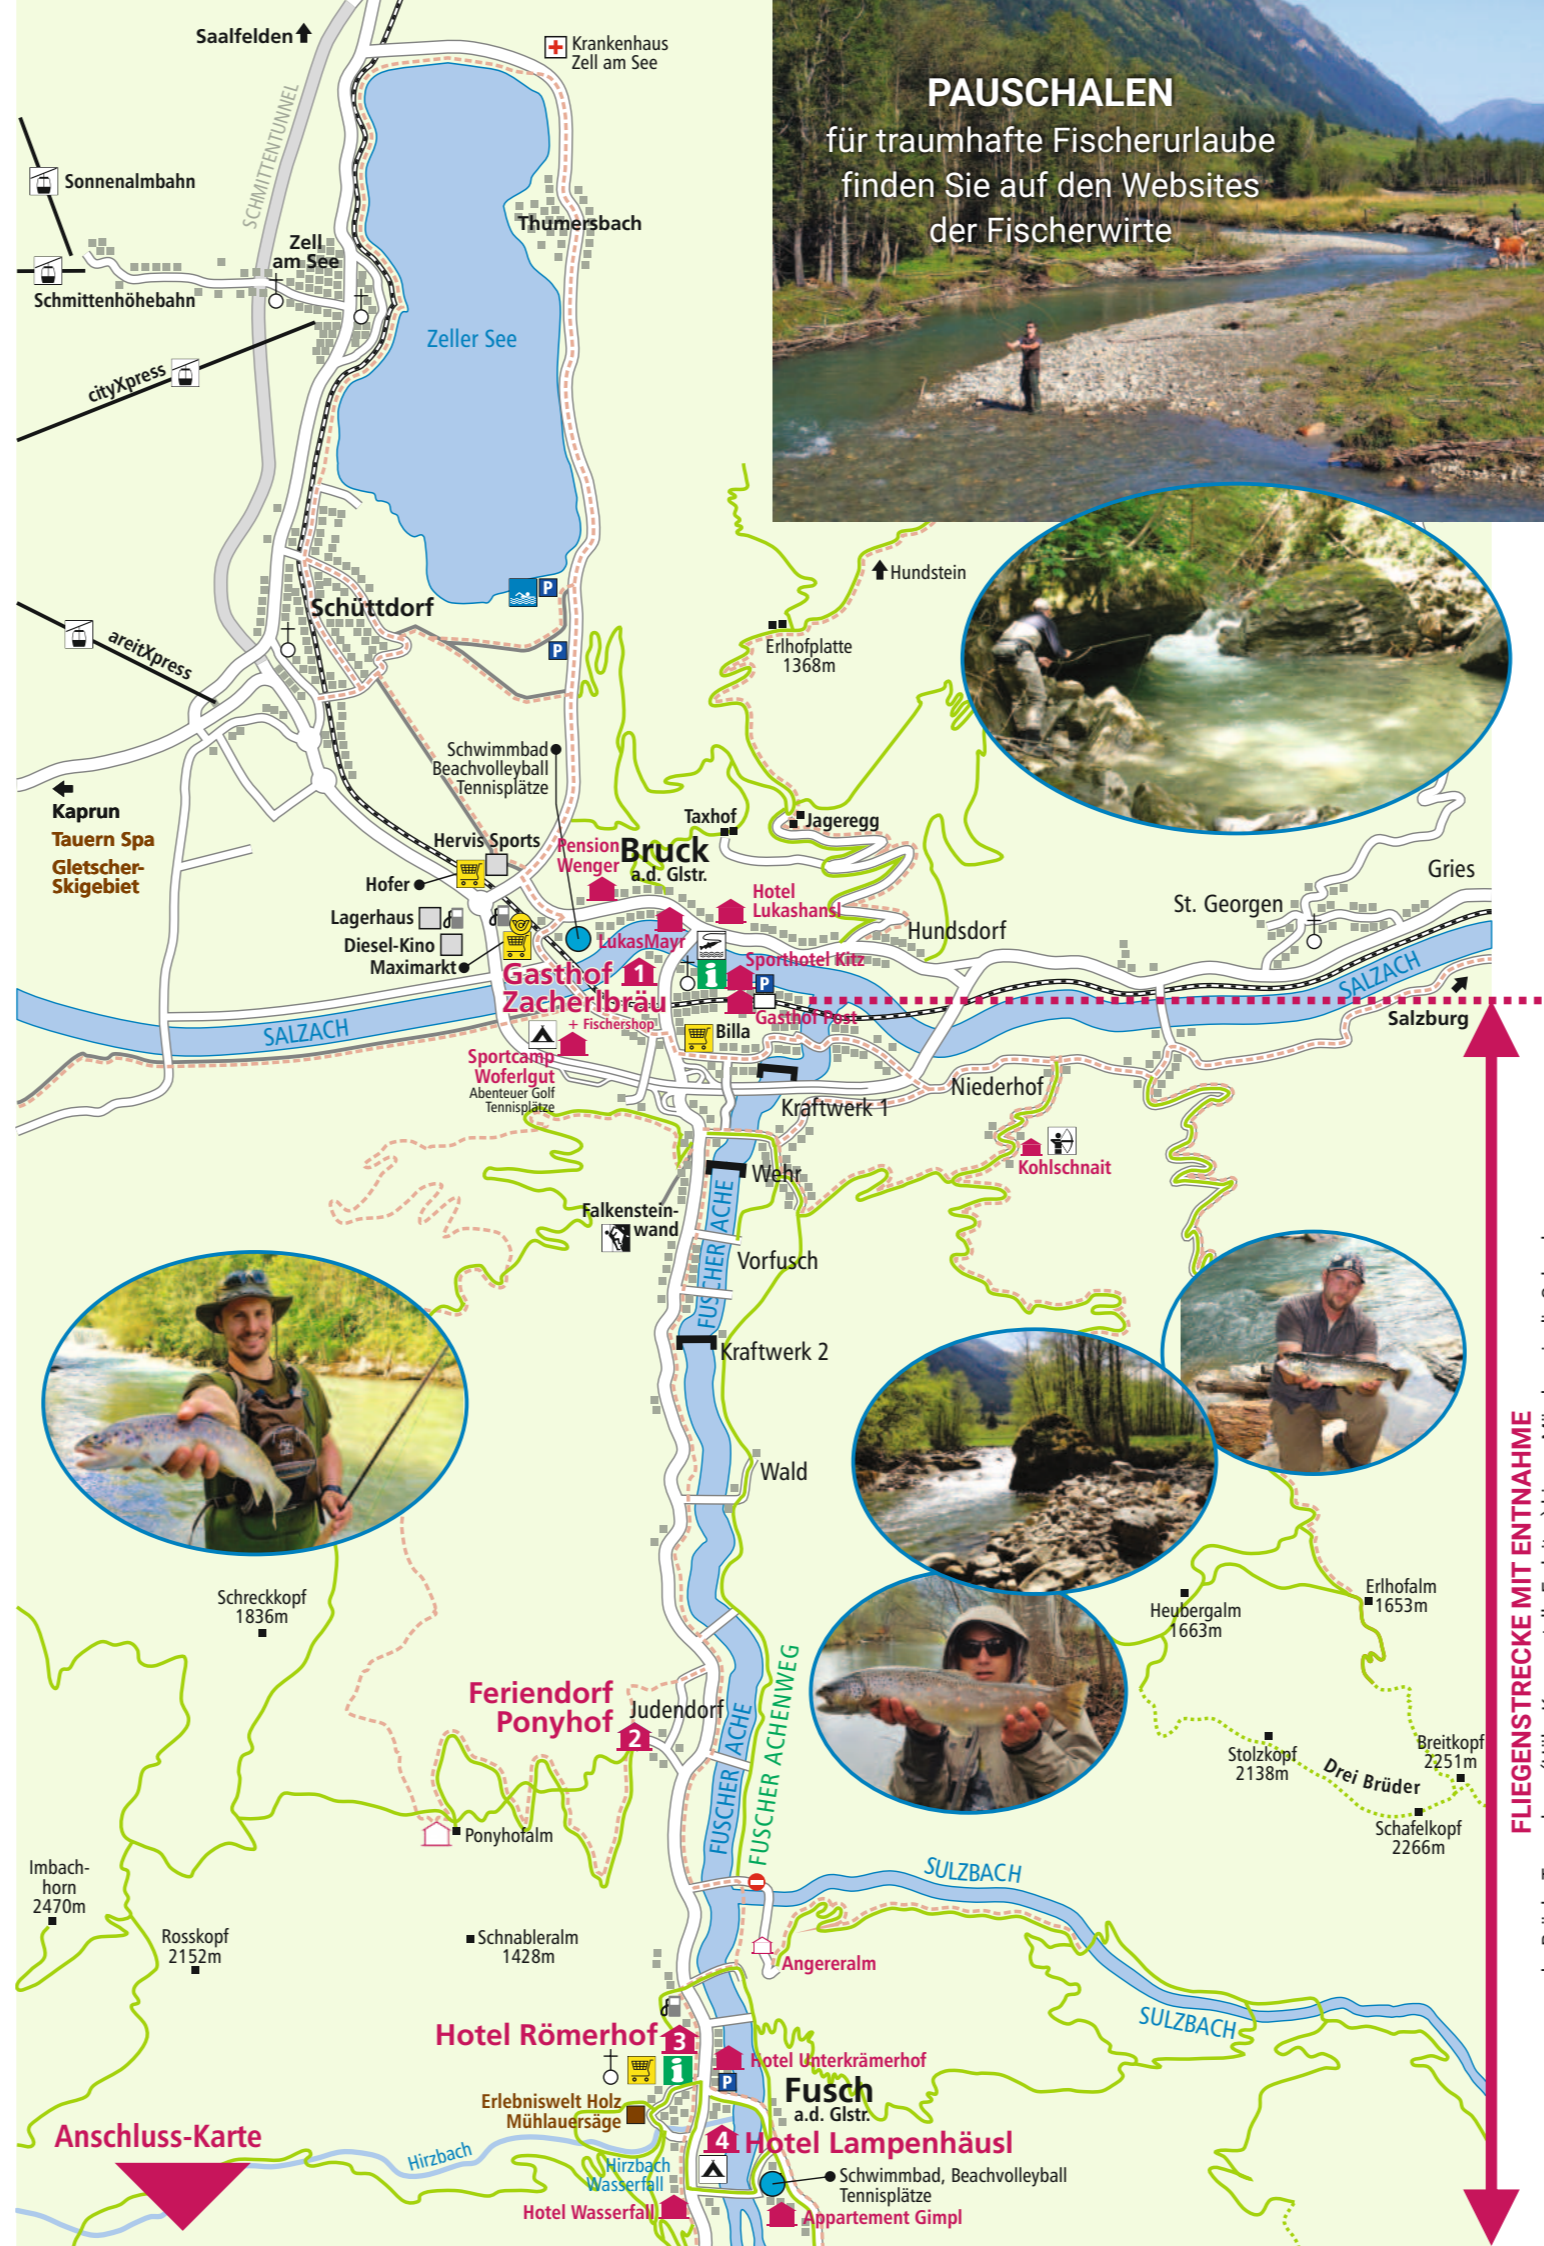 Saalfelden
Krankenhaus
Zell am See
PAUSCHALEN
für traumhafte Fischerurlaube
finden Sie auf den Websites
der Fischerwirte
SCHMITTENTUNNEL
Sonnenalmbahn
Thumersbach
Zell
am See
Schmittenhöhebahn
Zeller See
cityXpress
Hundstein
Schüttdorf
P
P
areitXpress
Erlhofplatte
1368m
Schwimmbad
Beachvolleyball
Tennisplätze
Kaprun
Tauern Spa
Gletscher-
Skigebiet
Taxhof
Jageregg
Hervis Sports
Pension
Wenger
Bruck
a.d. Glstr.
Hofer
Hotel
Lukashansl
Gries
St. Georgen
Lagerhaus
Diesel-Kino
Maximarkt
LukasMayr
Hundsdorf
Sporthotel Kitz
Gasthof
Zacherlbräu
1
i
P
+ Fischershop
Gasthof Post
SALZACH
SALZACH
Salzburg
Billa
Sportcamp
Woferlgut
Abenteuer Golf
Tennisplätze
Niederhof
Kraftwerk 1
Kohlschnait
Wehr
Falkenstein-
wand
FUSCHER ACHE
Vorfusch
Kraftwerk 2
Wald
FLIEGENSTRECKE MIT ENTNAHME
Schreckkopf
1836m
Heubergalm
1663m
Erlhofalm
1653m
Feriendorf
Ponyhof
2
Judendorf
FUSCHER ACHE
FUSCHER ACHENWEG
Stolzkopf
2138m
Drei Brüder
Breitkopf
2251m
Schafelkopf
2266m
Ponyhofalm
Imbach-
horn
2470m
SULZBACH
Rosskopf
2152m
Schnableralm
1428m
Angereralm
SULZBACH
Hotel Römerhof
3
i
Hotel Unterkrämerhof
P
Fusch
a.d. Glstr.
Erlebniswelt Holz
Mühlauersäge
Anschluss-Karte
Hirzbach
4
Hotel Lampenhäusl
Hirzbach
Wasserfall
Schwimmbad, Beachvolleyball
Tennisplätze
Hotel Wasserfall
Appartement Gimpl